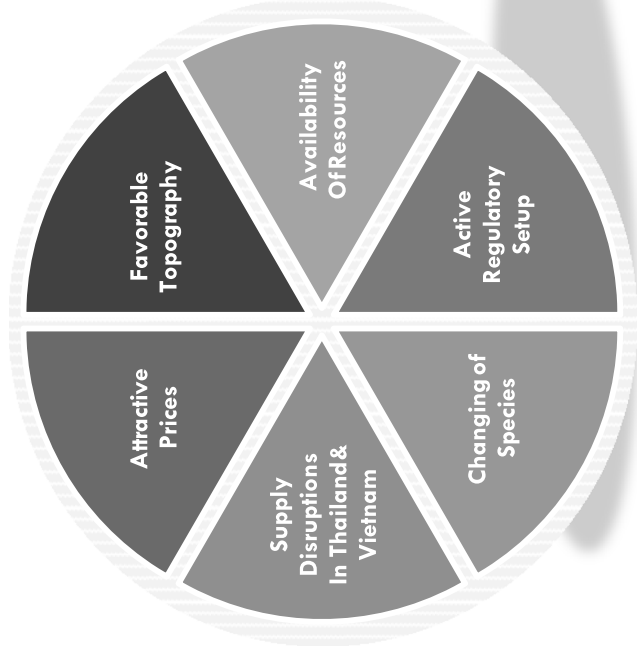 Attractive
Prices
Favorable
Topography
Supply
Disruptions
In Thailand&
Vietnam
Availability
Of Resources
Changing of
Species
Active
Regulatory
Setup